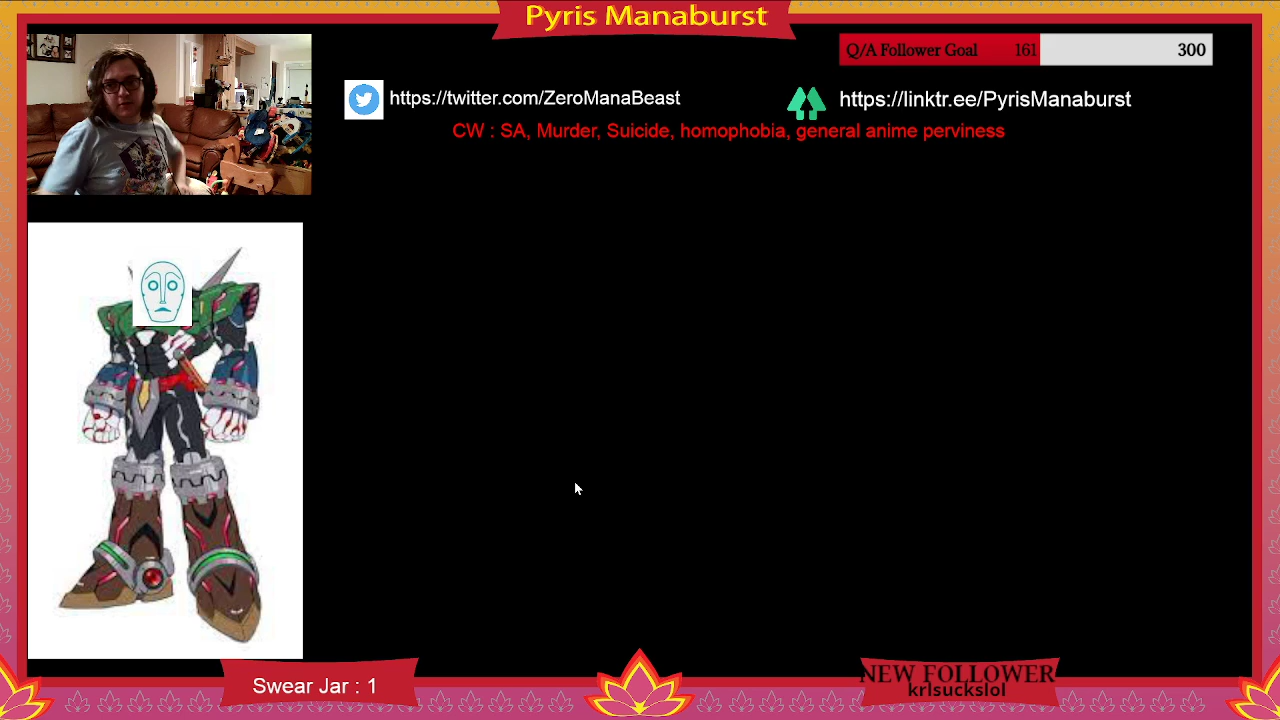 Pyris Manaburst
Q/A Follower Goal 161 300
https://twitter.com/ZeroManaBeast
https://linktr.ee/PyrisManaburst
CW : SA, Murder, Suicide, homophobia, general anime perviness
Swear Jar : 1
NEW FOLLOWER
krlsuckslol